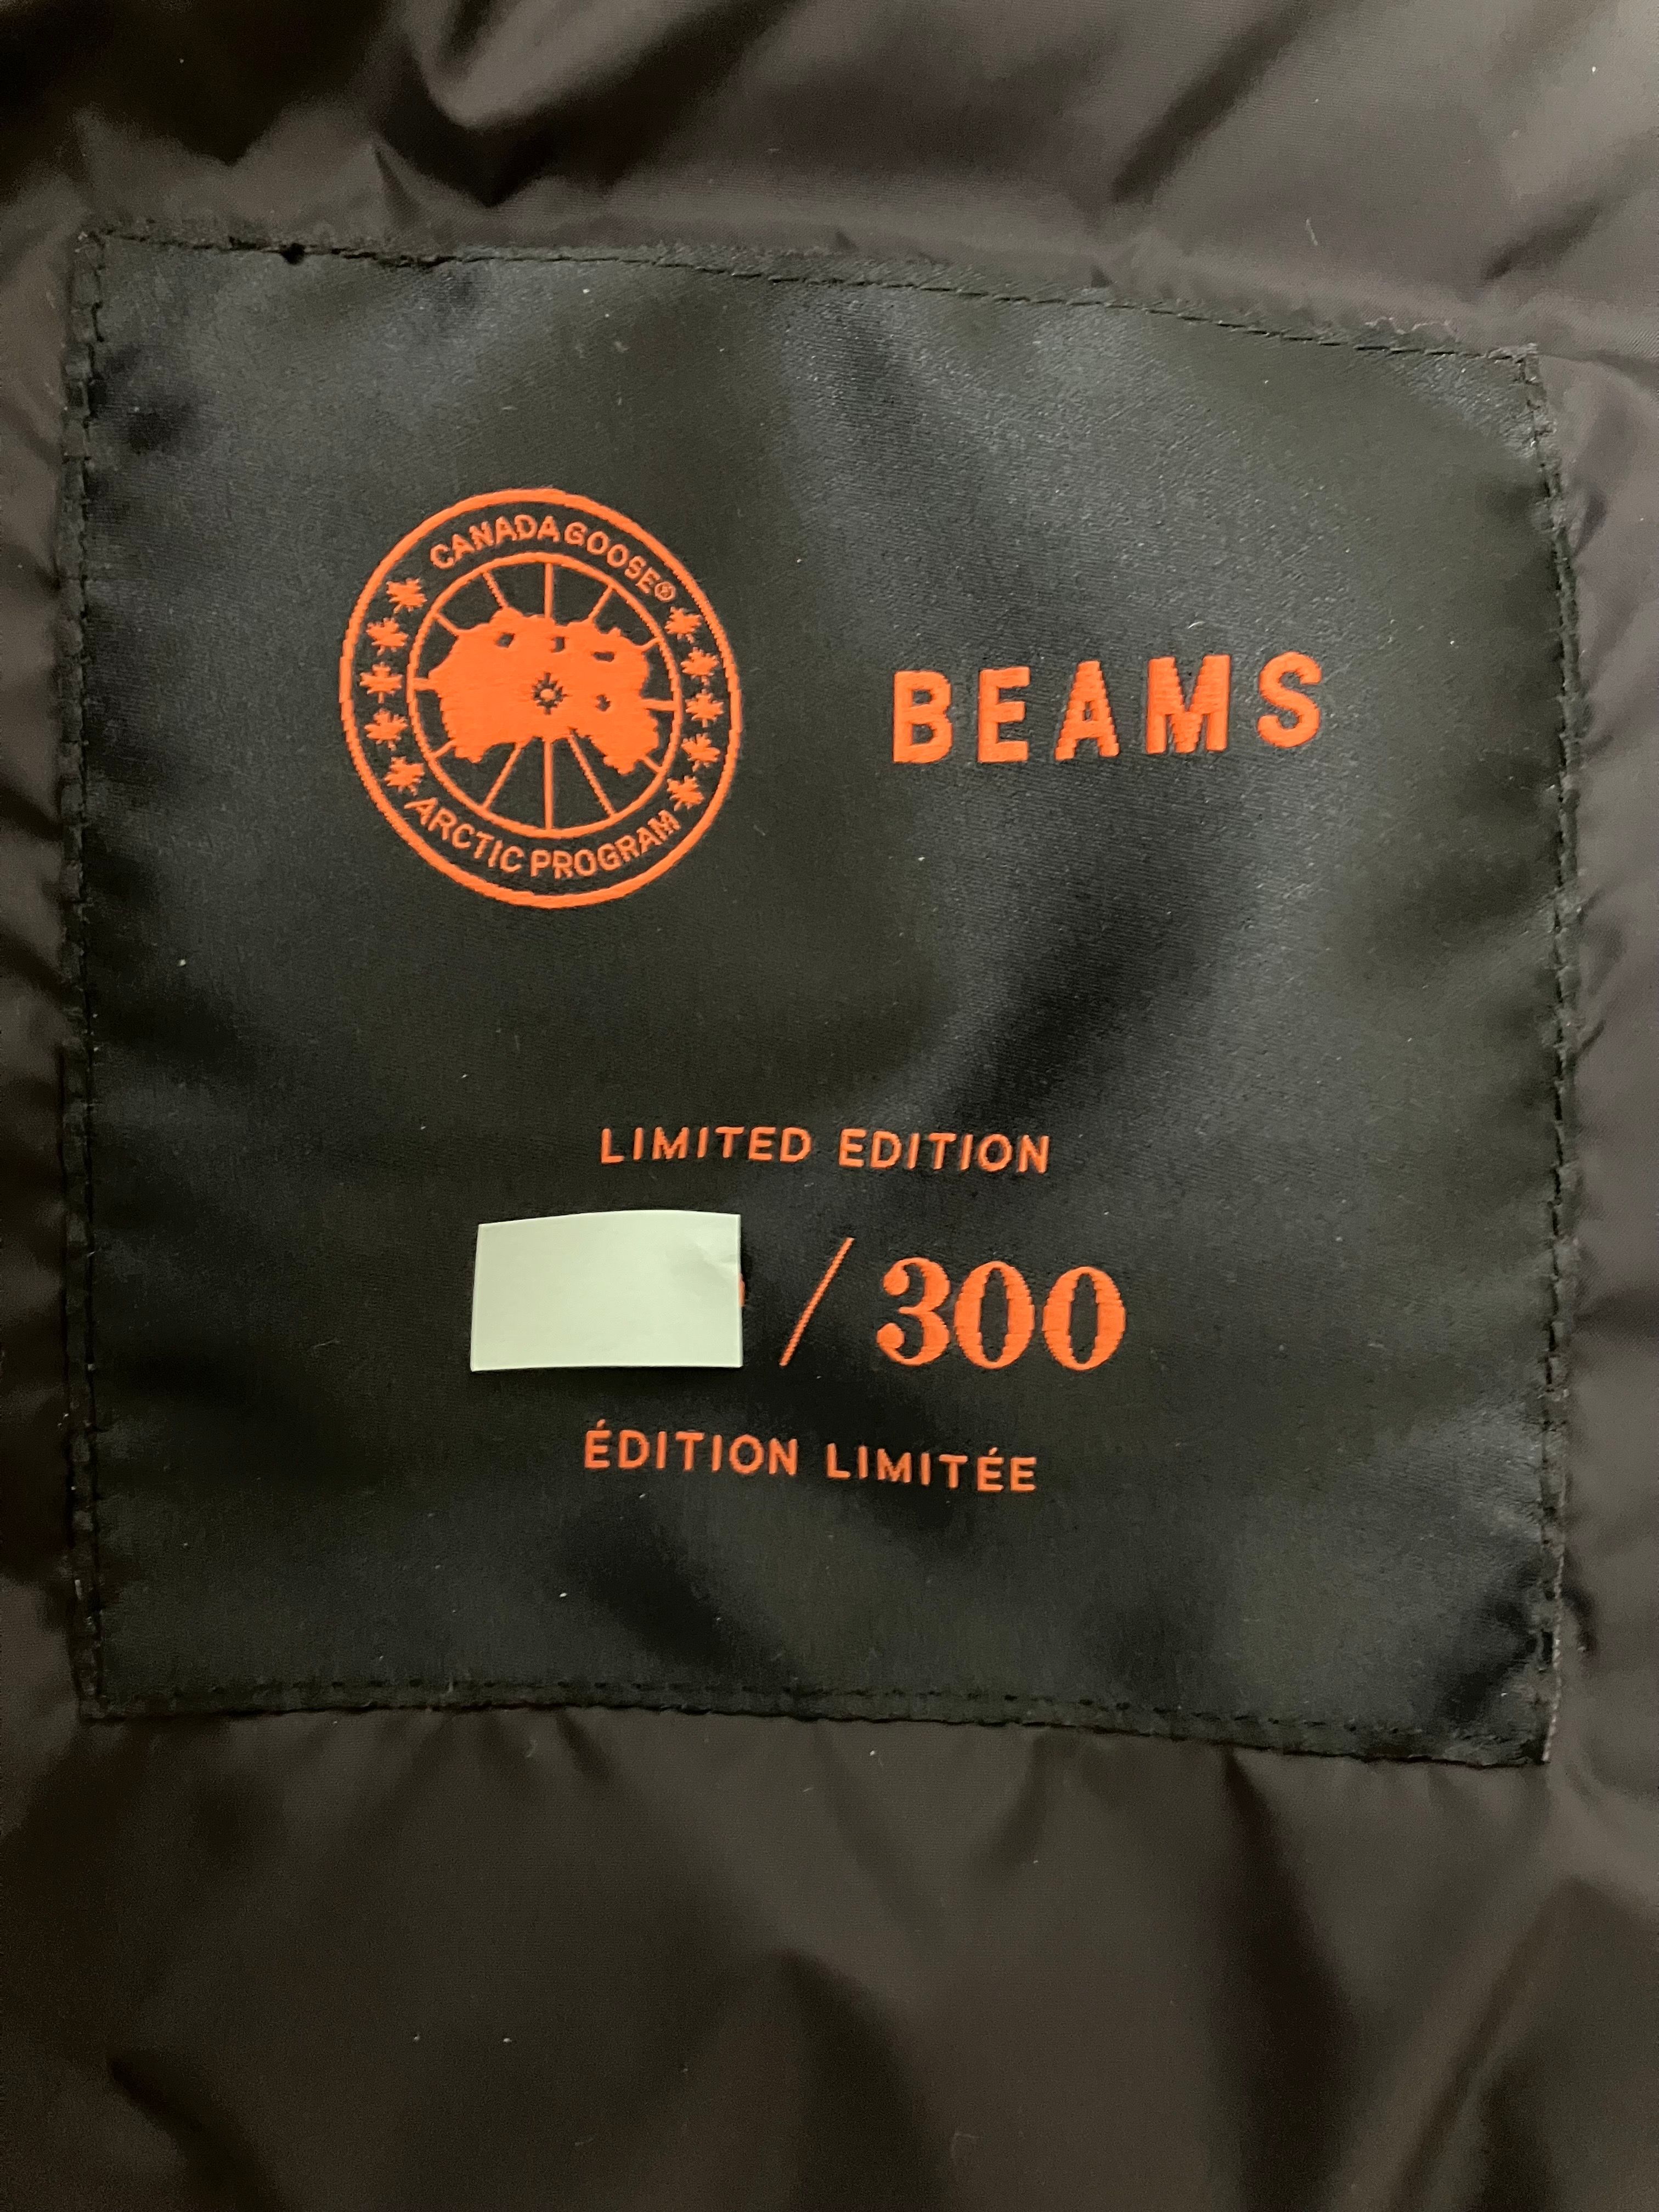 CANADA GOOSE®
ARCTIC PROGRAM
BEAMS
LIMITED EDITION
/ 300
ÉDITION LIMITÉE